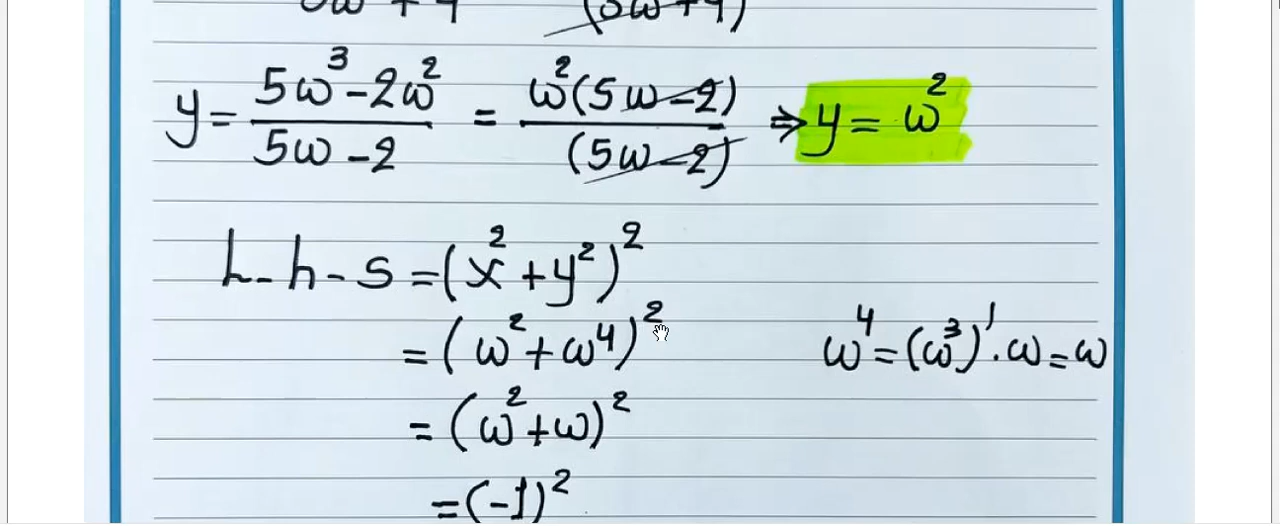 y = (5ω³ - 2ω²)/(5ω - 2) = ω²(5ω - 2)/(5ω - 2) ⇒ y = ω²
L-h-s = (x² + y²)²
= (ω² + ω⁴)² ω⁴ = (ω³)¹ . ω = ω
= (ω² + ω)²
= (-1)²